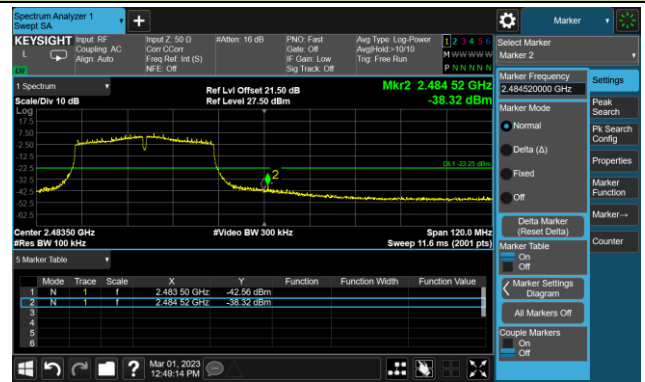 Spectrum Analyzer 1
Swept SA
Marker
KEYSIGHT
L
Input: RF
Coupling: AC
Align: Auto
Input Z: 50 Ω
Corr CCorr
Freq Ref: Int (S)
NFE: Off
#Atten: 16 dB
PNO: Fast
Gate: Off
IF Gain: Low
Sig Track: Off
Avg Type: Log-Power
Avg|Hold:>10/10
Trig: Free Run
1 2 3 4 5 6
M W W W W W
P N N N N N
Select Marker
Marker 2
LW
1 Spectrum
Scale/Div 10 dB
Log
Ref Lvl Offset 21.50 dB
Ref Level 27.50 dBm
Mkr2 2.484 52 GHz
-38.32 dBm
17.5
7.50
-2.50
-12.5
-22.5
-32.5
-42.5
-52.5
-62.5
DL1 -23.25 dBm
2
Center 2.48350 GHz
#Res BW 100 kHz
#Video BW 300 kHz
Span 120.0 MHz
Sweep 11.6 ms (2001 pts)
5 Marker Table
Mode Trace Scale X Y Function Function Width Function Value
1 N 1 f 2.483 50 GHz -42.56 dBm
2 N 1 f 2.484 52 GHz -38.32 dBm
3
4
5
6
Marker Frequency
2.484520000 GHz
Marker Mode
Normal
Delta (Δ)
Fixed
Off
Delta Marker
(Reset Delta)
Marker Table
On
Off
Marker Settings
Diagram
All Markers Off
Couple Markers
On
Off
Settings
Peak
Search
Pk Search
Config
Properties
Marker
Function
Marker→
Counter
?
Mar 01, 2023
12:49:14 PM